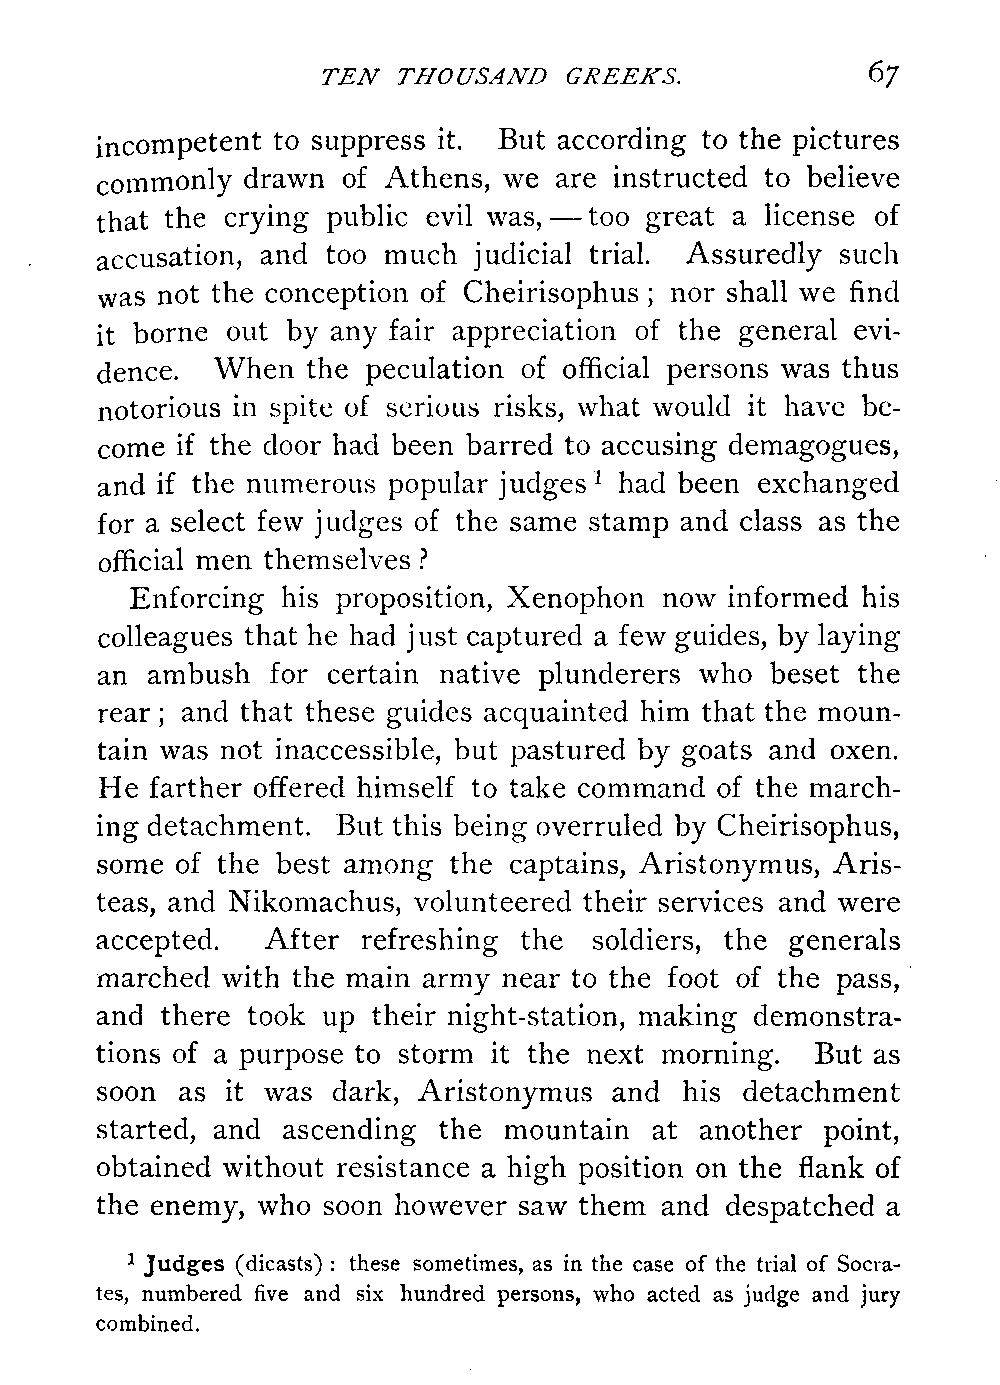 TEN THOUSAND GREEKS. 67
incompetent to suppress it. But according to the pictures
commonly drawn of Athens, we are instructed to believe
that the crying public evil was, — too great a license of
accusation, and too much judicial trial. Assuredly such
was not the conception of Cheirisophus ; nor shall we find
it borne out by any fair appreciation of the general evi-
dence. When the peculation of official persons was thus
notorious in spite of serious risks, what would it have be-
come if the door had been barred to accusing demagogues,
and if the numerous popular judges ¹ had been exchanged
for a select few judges of the same stamp and class as the
official men themselves ?
Enforcing his proposition, Xenophon now informed his
colleagues that he had just captured a few guides, by laying
an ambush for certain native plunderers who beset the
rear ; and that these guides acquainted him that the moun-
tain was not inaccessible, but pastured by goats and oxen.
He farther offered himself to take command of the march-
ing detachment. But this being overruled by Cheirisophus,
some of the best among the captains, Aristonymus, Aris-
teas, and Nikomachus, volunteered their services and were
accepted. After refreshing the soldiers, the generals
marched with the main army near to the foot of the pass,
and there took up their night-station, making demonstra-
tions of a purpose to storm it the next morning. But as
soon as it was dark, Aristonymus and his detachment
started, and ascending the mountain at another point,
obtained without resistance a high position on the flank of
the enemy, who soon however saw them and despatched a
¹ Judges (dicasts) : these sometimes, as in the case of the trial of Socra-
tes, numbered five and six hundred persons, who acted as judge and jury
combined.